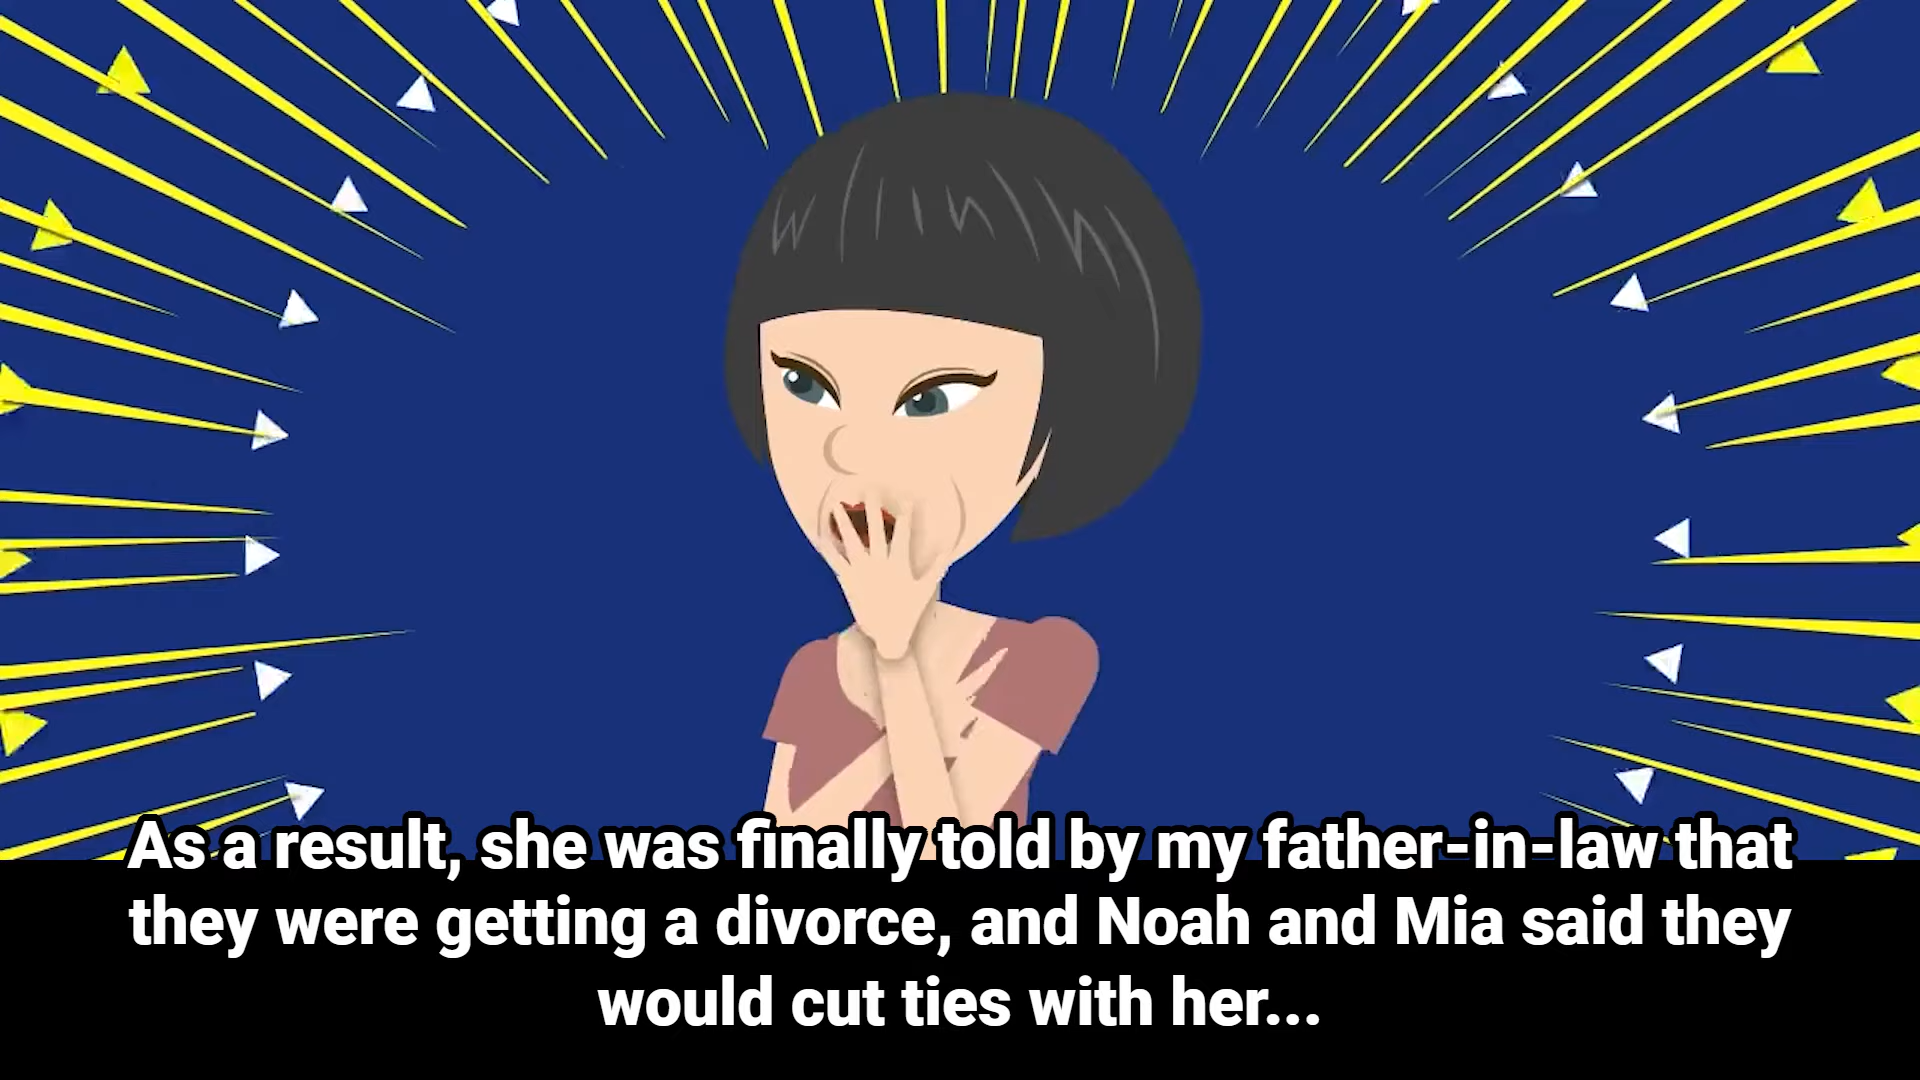 As a result, she was finally told by my father-in-law that
they were getting a divorce, and Noah and Mia said they
would cut ties with her...